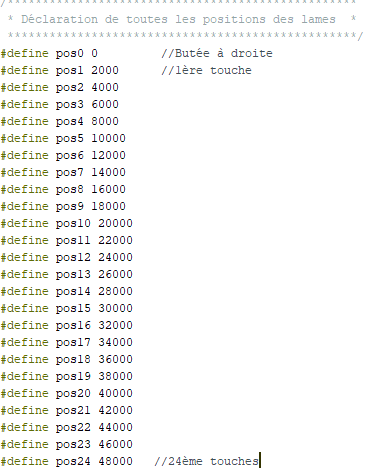 /**************************************************
 * Déclaration de toutes les positions des lames  *
 **************************************************/
#define pos0 0         //Butée à droite
#define pos1 2000      //1ère touche
#define pos2 4000
#define pos3 6000
#define pos4 8000
#define pos5 10000
#define pos6 12000
#define pos7 14000
#define pos8 16000
#define pos9 18000
#define pos10 20000
#define pos11 22000
#define pos12 24000
#define pos13 26000
#define pos14 28000
#define pos15 30000
#define pos16 32000
#define pos17 34000
#define pos18 36000
#define pos19 38000
#define pos20 40000
#define pos21 42000
#define pos22 44000
#define pos23 46000
#define pos24 48000   //24ème touches